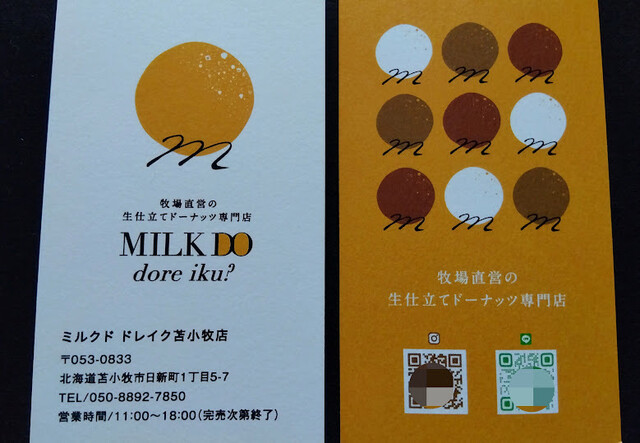 牧場直営の
生仕立てドーナッツ専門店
MILK DO
dore iku?
ミルクド ドレイク苫小牧店
〒053-0833
北海道苫小牧市日新町1丁目5-7
TEL/050-8892-7850
営業時間/11:00～18:00(完売次第終了)
牧場直営の
生仕立てドーナッツ専門店